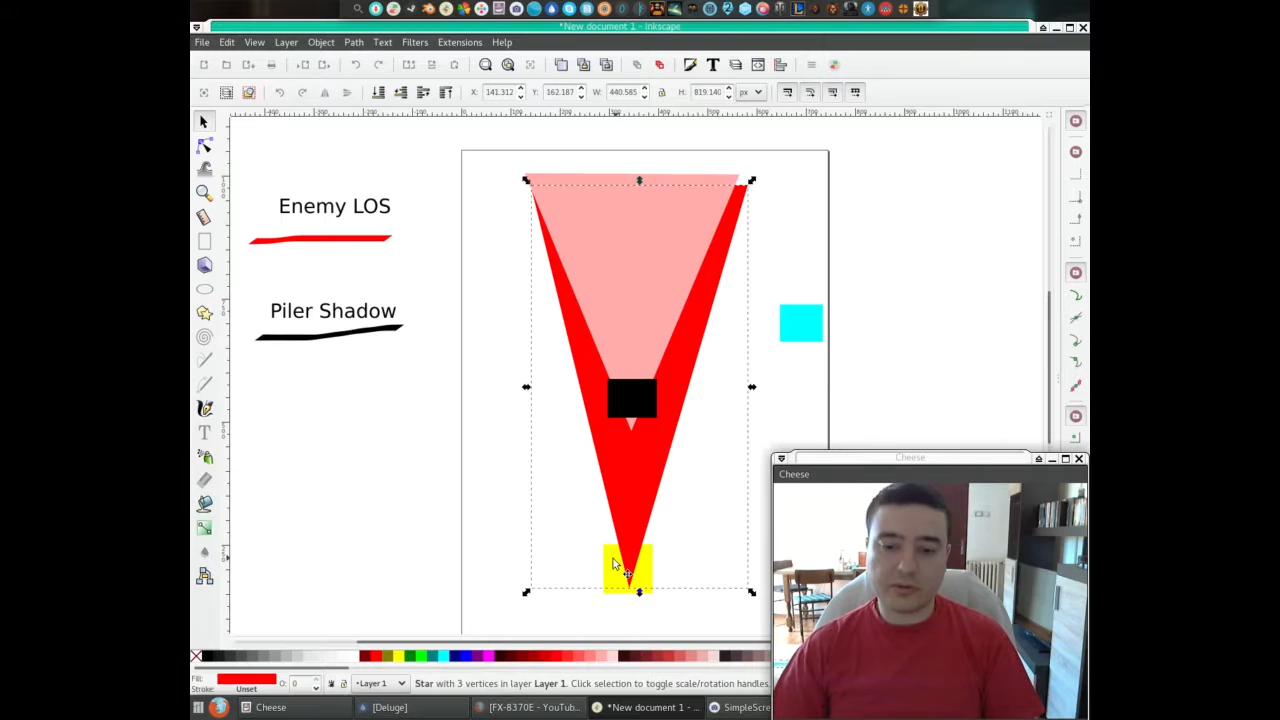 *New document 1 - Inkscape
File Edit View Layer Object Path Text Filters Extensions Help
X: 141.312 Y: 162.187 W: 440.585 H: 819.140 px
Enemy LOS
Piler Shadow
Cheese
Cheese
Fill:
Stroke: Unset
O: 0
•Layer 1
Star with 3 vertices in layer Layer 1. Click selection to toggle scale/rotation handles.
Cheese
[Deluge]
[FX-8370E - YouTub...
*New document 1 - ...
SimpleScre